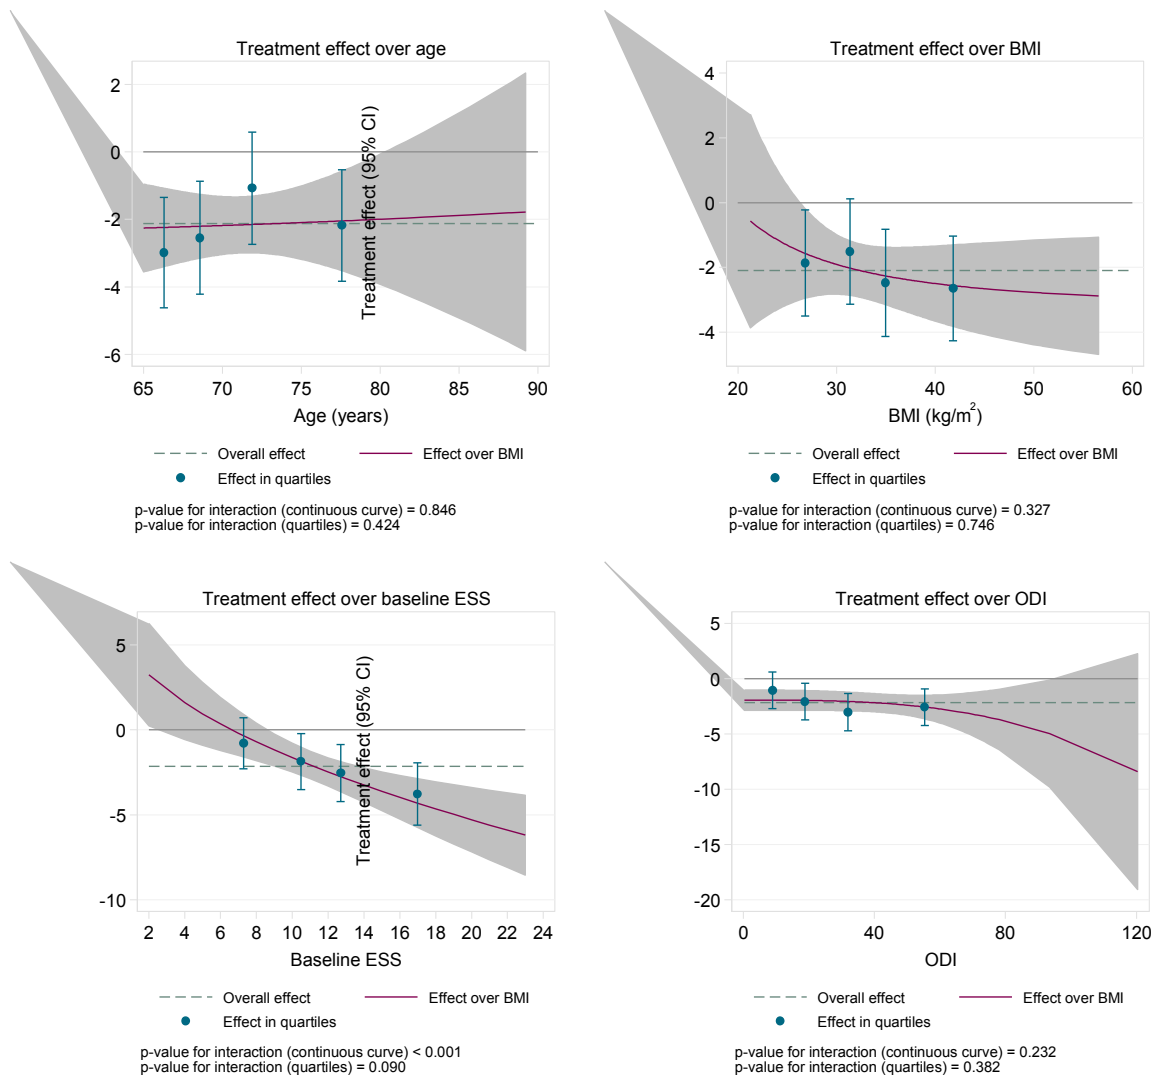 Treatment effect over age
2
0
-2
-4
-6
65 70 75 80 85 90
Treatment effect (95% CI)
Age (years)
Overall effect Effect over BMI
Effect in quartiles
p-value for interaction (continuous curve) = 0.846
p-value for interaction (quartiles) = 0.424
Treatment effect over BMI
4
2
0
-2
-4
20 30 40 50 60
BMI (kg/m²)
Overall effect Effect over BMI
Effect in quartiles
p-value for interaction (continuous curve) = 0.327
p-value for interaction (quartiles) = 0.746
Treatment effect over baseline ESS
5
0
-5
-10
2 4 6 8 10 12 14 16 18 20 22 24
Treatment effect (95% CI)
Baseline ESS
Overall effect Effect over BMI
Effect in quartiles
p-value for interaction (continuous curve) < 0.001
p-value for interaction (quartiles) = 0.090
Treatment effect over ODI
5
0
-5
-10
-15
-20
0 40 80 120
ODI
Overall effect Effect over BMI
Effect in quartiles
p-value for interaction (continuous curve) = 0.232
p-value for interaction (quartiles) = 0.382